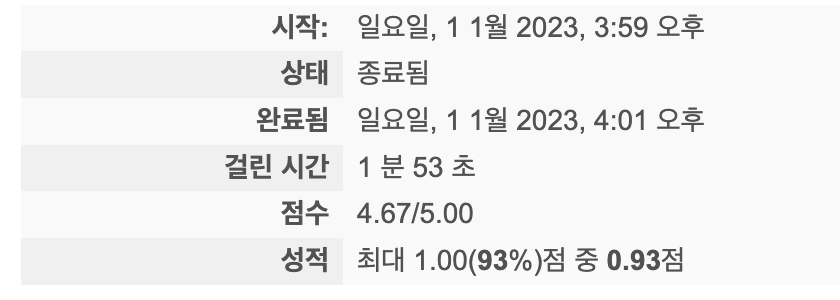 시작: 일요일, 1 1월 2023, 3:59 오후
상태 종료됨
완료됨 일요일, 1 1월 2023, 4:01 오후
걸린 시간 1 분 53 초
점수 4.67/5.00
성적 최대 1.00(93%)점 중 0.93점